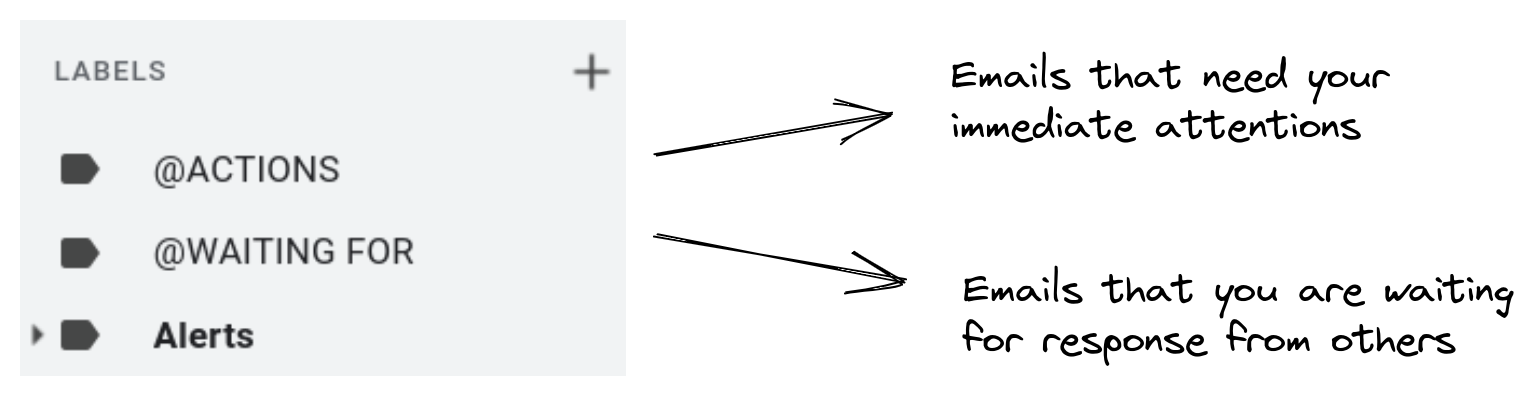 LABELS
@ACTIONS
@WAITING FOR
Alerts
Emails that need your
immediate attentions
Emails that you are waiting
for response from others